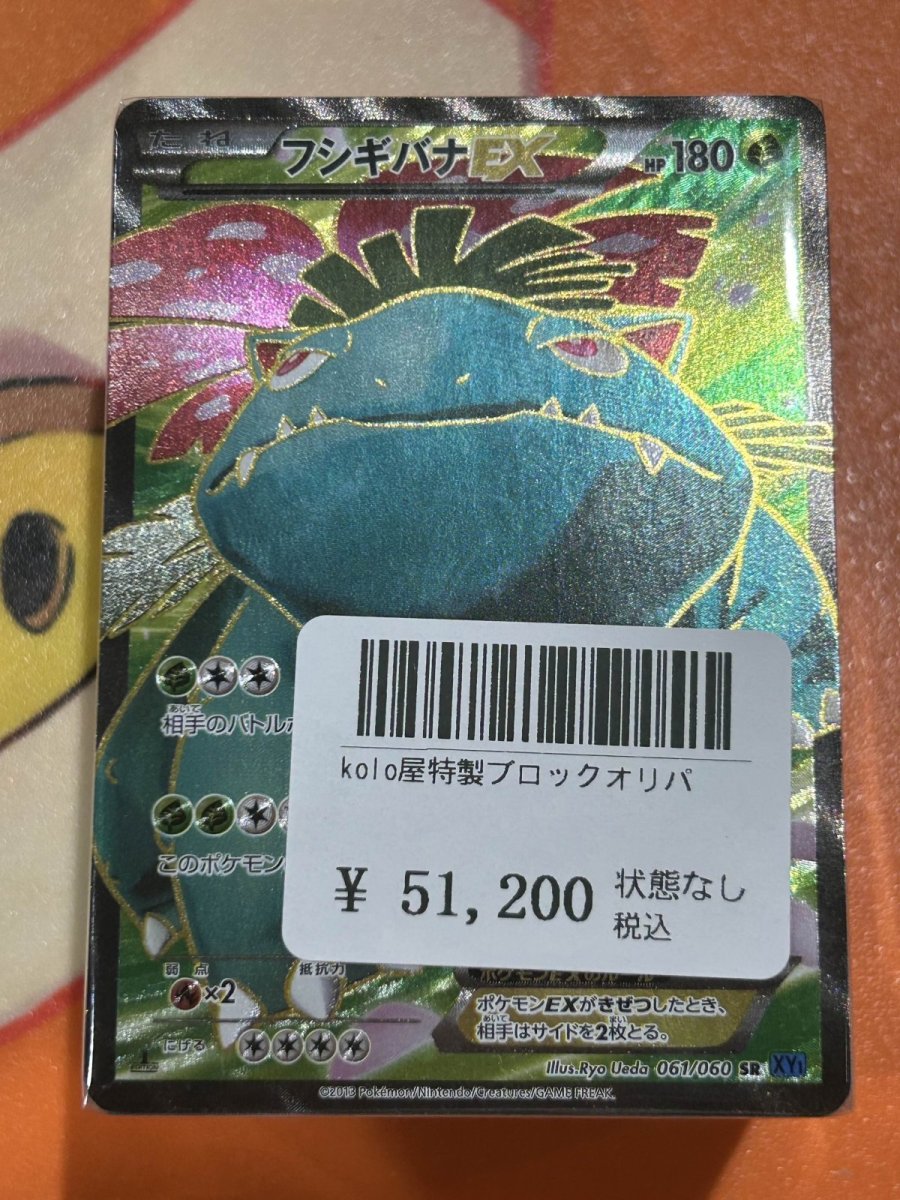 たね フシギバナEX HP 180
相手のバトルポ
このポケモン
kolo屋特製ブロックオリパ
¥ 51,200 状態なし
税込
弱点 抵抗力
×2
ポケモンEXがきぜつしたとき、
相手はサイドを2枚とる。
にげる
1 EDITION
Illus.Ryo Ueda 061/060 SR XY1
©2013 Pokémon/Nintendo/Creatures/GAME FREAK.